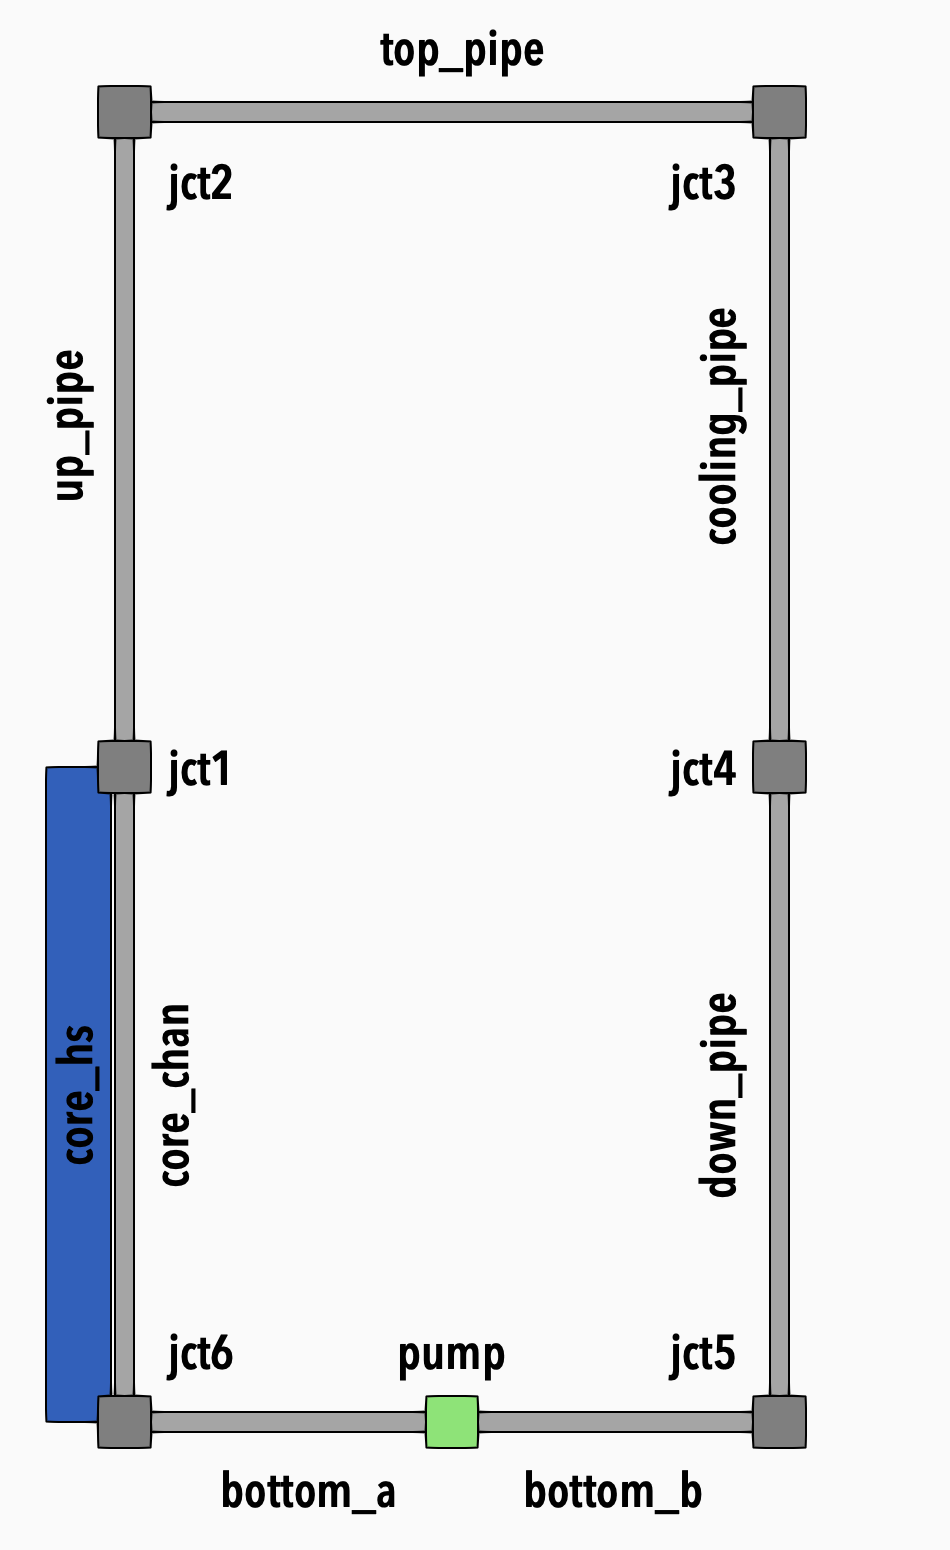 top_pipe
jct2
jct3
up_pipe
cooling_pipe
jct1
jct4
core_hs
core_chan
down_pipe
jct6
pump
jct5
bottom_a
bottom_b